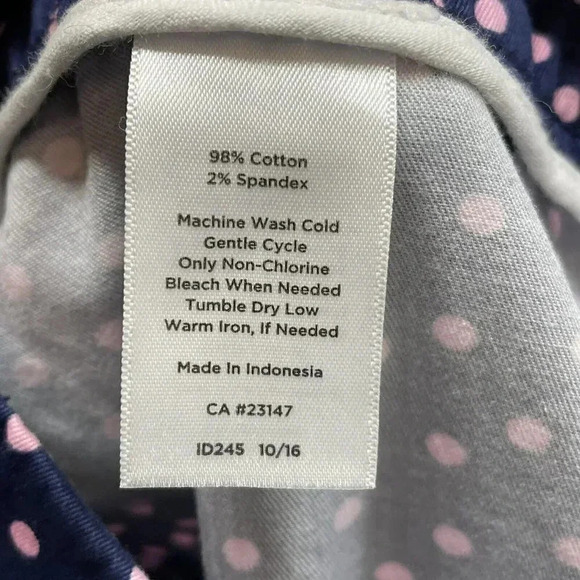 98% Cotton
2% Spandex
Machine Wash Cold
Gentle Cycle
Only Non-Chlorine
Bleach When Needed
Tumble Dry Low
Warm Iron, If Needed
Made In Indonesia
CA #23147
ID245 10/16